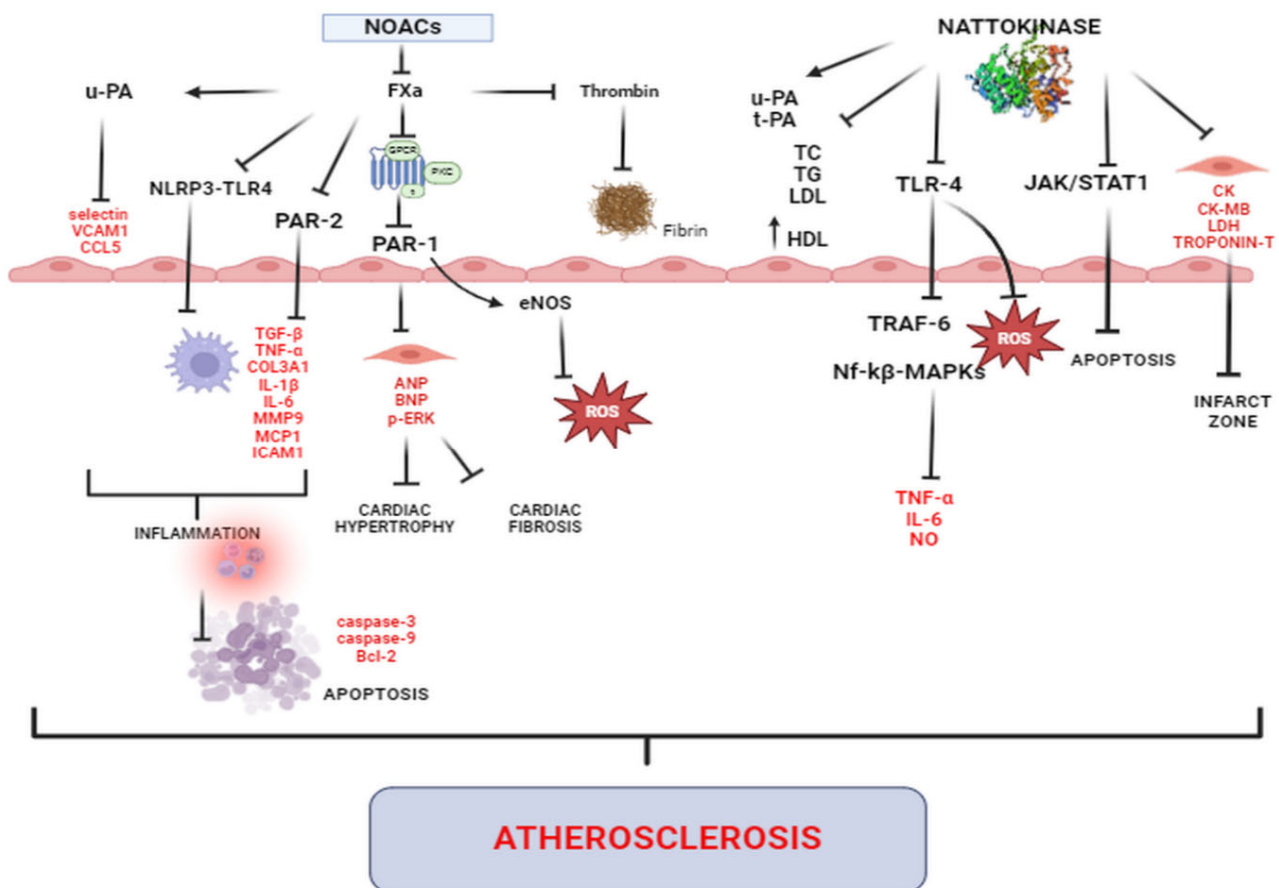 NOACs
NATTOKINASE
u-PA
FXa
Thrombin
u-PA
t-PA
GPCR
PKC
TC
TG
LDL
HDL
NLRP3-TLR4
PAR-2
PAR-1
Fibrin
TLR-4
JAK/STAT1
CK
CK-MB
LDH
TROPONIN-T
selectin
VCAM1
CCL5
eNOS
TGF-β
TNF-α
COL3A1
IL-1β
IL-6
MMP9
MCP1
ICAM1
ANP
BNP
p-ERK
ROS
TRAF-6
ROS
Nf-kβ-MAPKs
APOPTOSIS
INFARCT
ZONE
TNF-α
IL-6
NO
CARDIAC
HYPERTROPHY
CARDIAC
FIBROSIS
INFLAMMATION
caspase-3
caspase-9
Bcl-2
APOPTOSIS
ATHEROSCLEROSIS